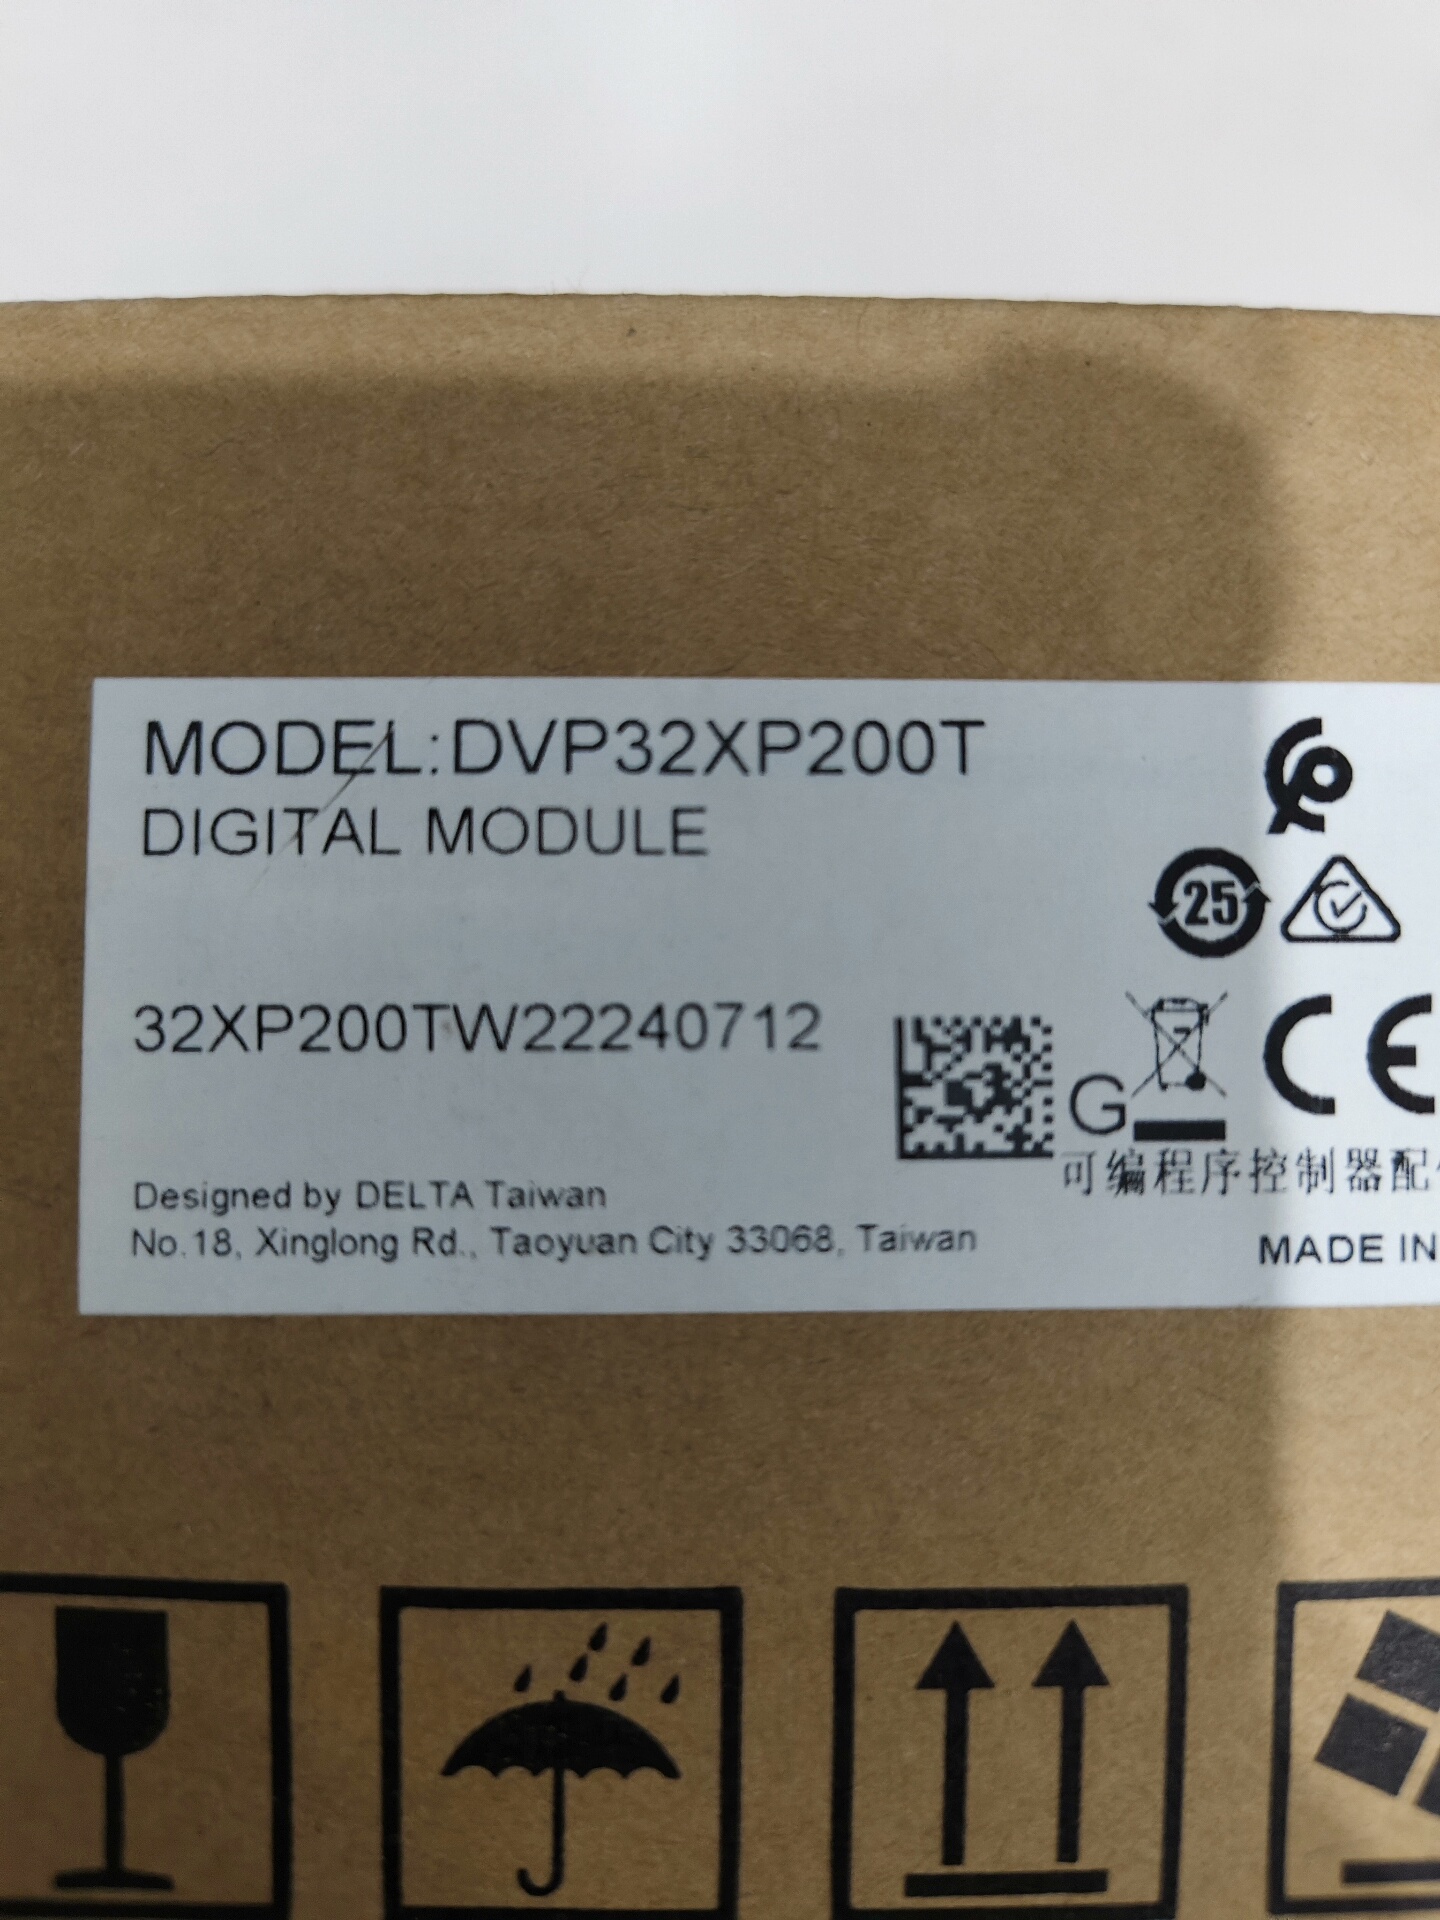 MODEL:DVP32XP200T
DIGITAL MODULE
25
32XP200TW22240712
G
CE
可编程序控制器配
Designed by DELTA Taiwan
No.18, Xinglong Rd., Taoyuan City 33068, Taiwan
MADE IN